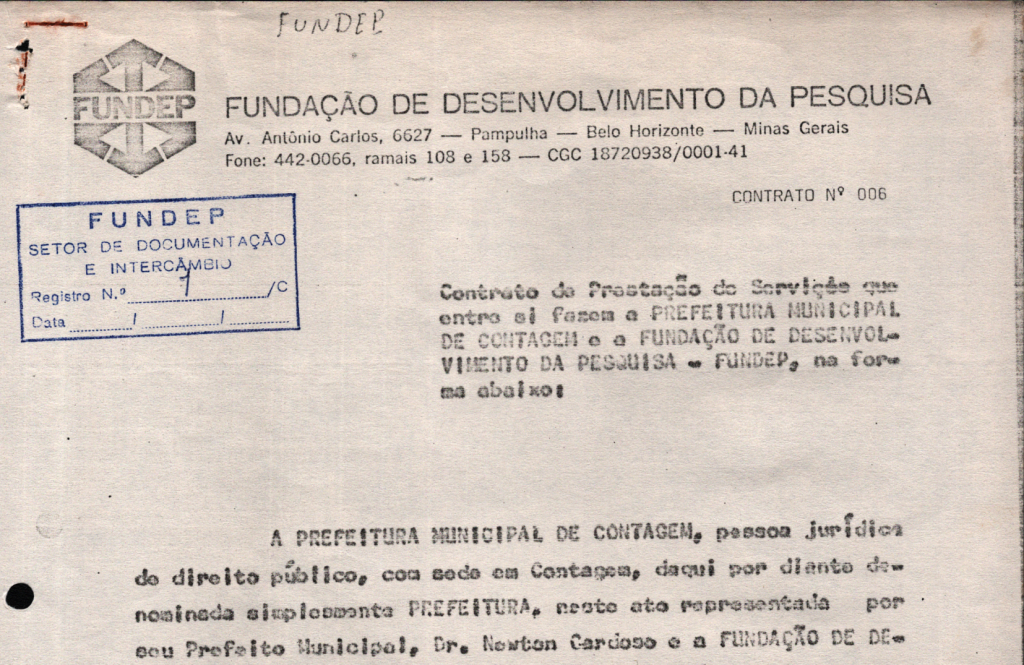 FUNDEP
FUNDEP
FUNDAÇÃO DE DESENVOLVIMENTO DA PESQUISA
Av. Antônio Carlos, 6627 — Pampulha — Belo Horizonte — Minas Gerais
Fone: 442-0066, ramais 108 e 158 — CGC 18720938/0001-41
CONTRATO Nº 006
FUNDEP
SETOR DE DOCUMENTAÇÃO
E INTERCÂMBIO
Registro N.º 1 /C
Data / /
Contrato de Prestação de Serviços que
entre si fazem a PREFEITURA MUNICIPAL
DE CONTAGEM e a FUNDAÇÃO DE DESENVOL-
VIMENTO DA PESQUISA - FUNDEP, na for-
ma abaixo:
A PREFEITURA MUNICIPAL DE CONTAGEM, pessoa jurídica
de direito público, com sede em Contagem, daqui por diante de-
nominada simplesmente PREFEITURA, neste ato representada por
seu Prefeito Municipal, Dr. Newton Cardoso e a FUNDAÇÃO DE DE-